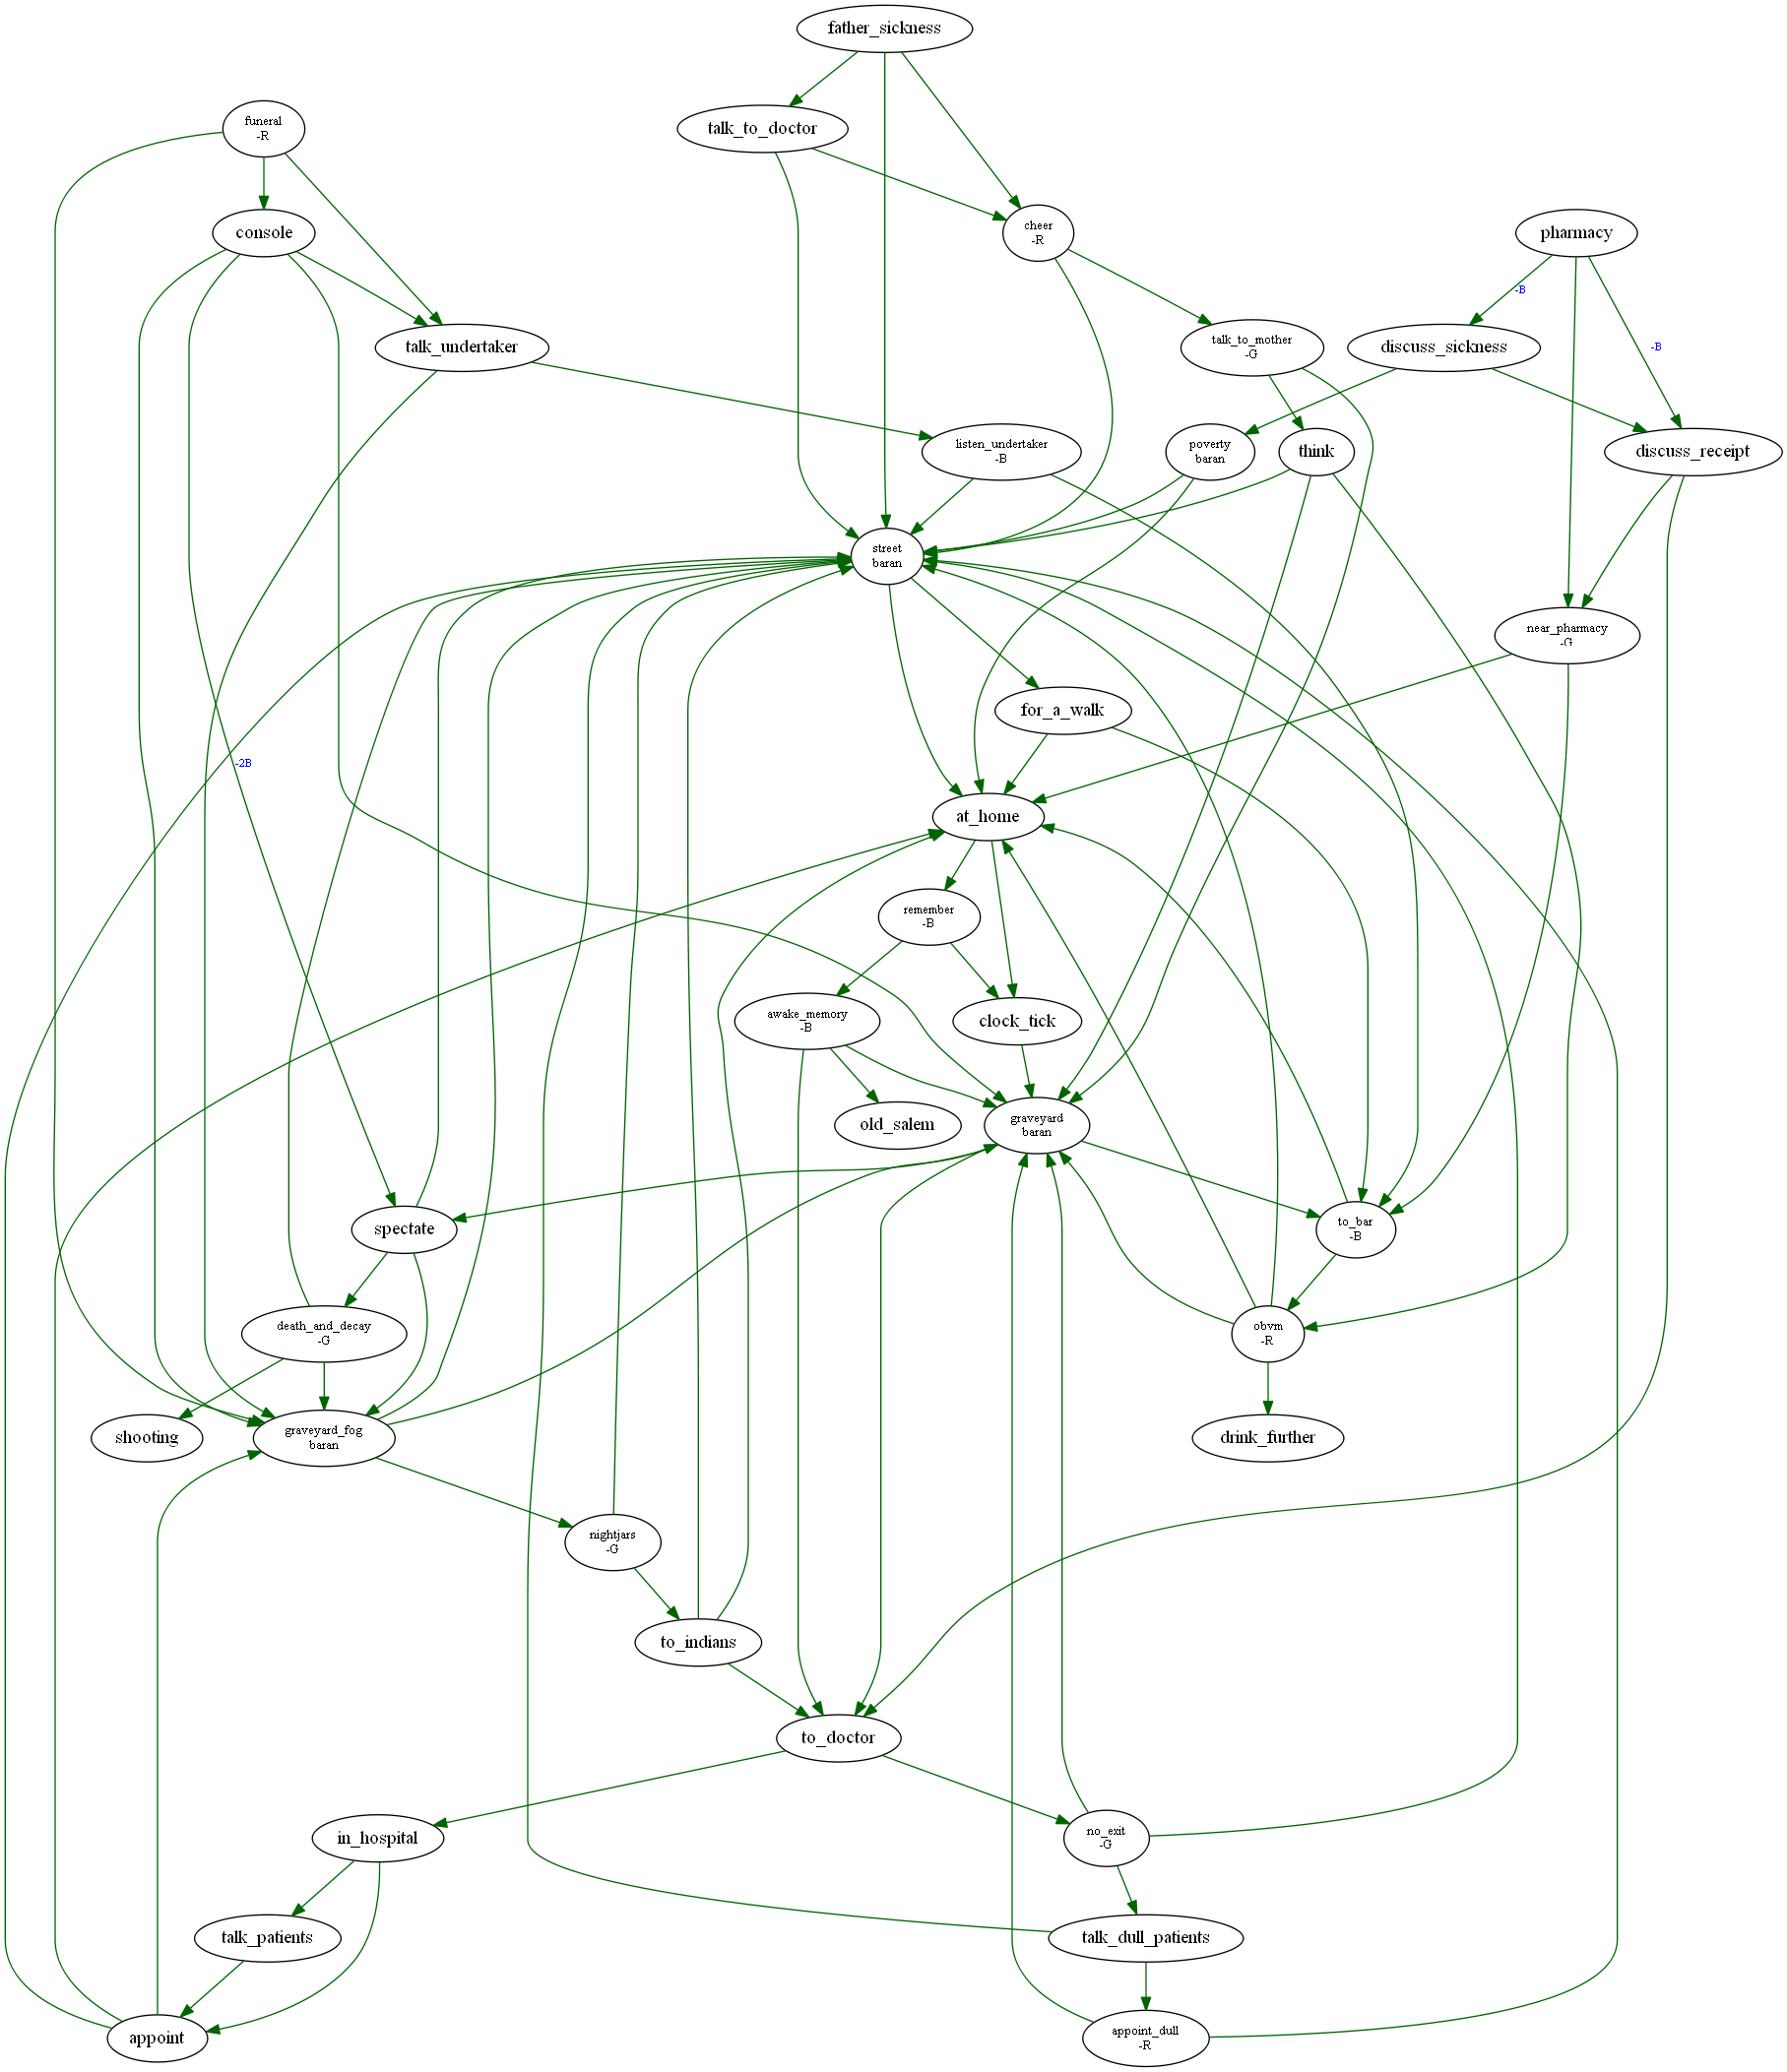 father_sickness
funeral
-R
talk_to_doctor
console
cheer
-R
pharmacy
-B
talk_undertaker
talk_to_mother
-G
discuss_sickness
-B
listen_undertaker
-B
poverty
baran
think
discuss_receipt
street
baran
near_pharmacy
-G
for_a_walk
-2B
at_home
remember
-B
awake_memory
-B
clock_tick
old_salem
graveyard
baran
spectate
to_bar
-B
death_and_decay
-G
obvm
-R
shooting
graveyard_fog
baran
drink_further
nightjars
-G
to_indians
to_doctor
in_hospital
no_exit
-G
talk_patients
talk_dull_patients
appoint
appoint_dull
-R